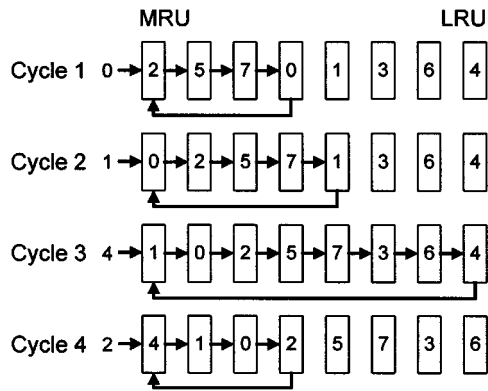 MRU LRU
Cycle 1 0 2 5 7 0 1 3 6 4
Cycle 2 1 0 2 5 7 1 3 6 4
Cycle 3 4 1 0 2 5 7 3 6 4
Cycle 4 2 4 1 0 2 5 7 3 6